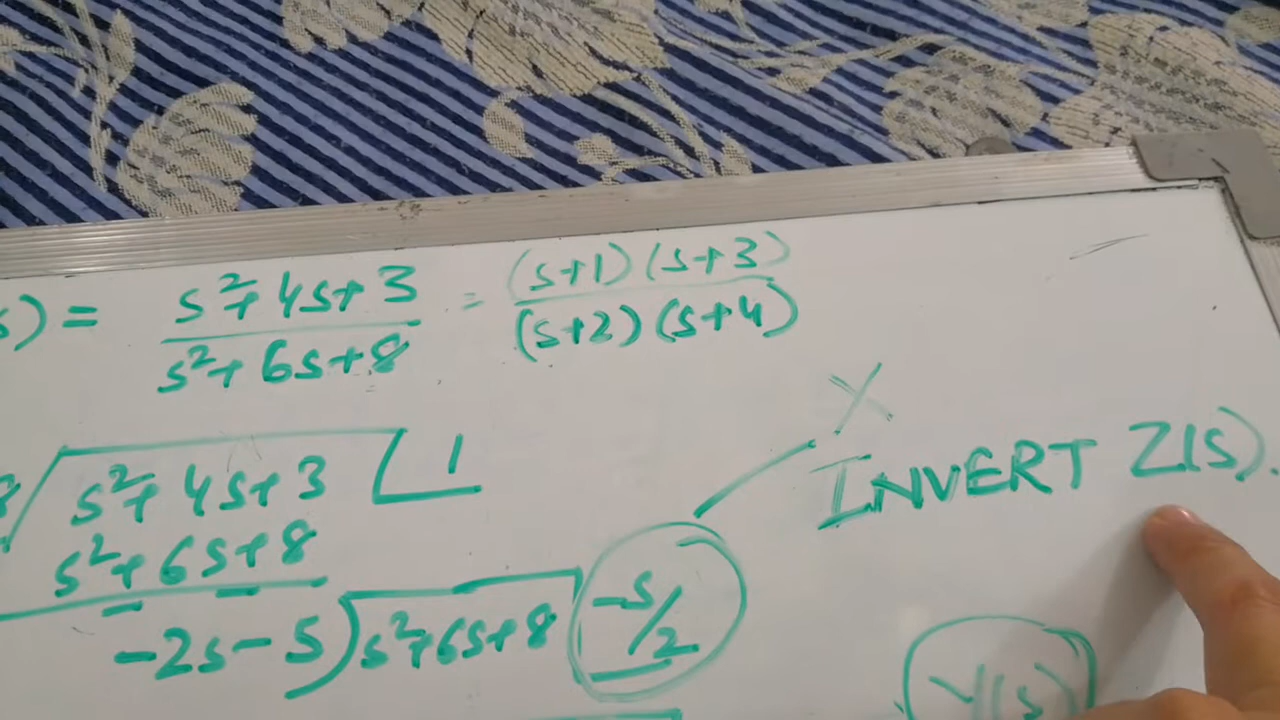 s) = s²+4s+3 / s²+6s+8 = (s+1)(s+3) / (s+2)(s+4)
X
INVERT Z(S).
8 s²+4s+3 1
s²+6s+8
-2s-5) s²+6s+8 -s/2
Y(s)